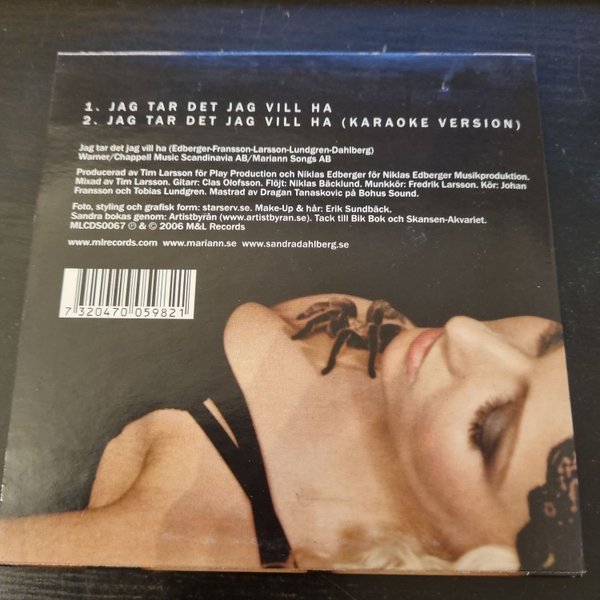 1. JAG TAR DET JAG VILL HA
2. JAG TAR DET JAG VILL HA (KARAOKE VERSION)
Jag tar det jag vill ha (Edberger-Fransson-Larsson-Lundgren-Dahlberg)
Warner/Chappell Music Scandinavia AB/Mariann Songs AB
Producerad av Tim Larsson för Play Production och Niklas Edberger för Niklas Edberger Musikproduktion.
Mixad av Tim Larsson. Gitarr: Clas Olofsson. Flöjt: Niklas Bäcklund. Munkkör: Fredrik Larsson. Kör: Johan
Fransson och Tobias Lundgren. Mastrad av Dragan Tanaskovic på Bohus Sound.
Foto, styling och grafisk form: starserv.se. Make-Up & hår: Erik Sundbäck.
Sandra bokas genom: Artistbyrån (www.artistbyran.se). Tack till Bik Bok och Skansen-Akvariet.
MLCDS0067 ℗ & © 2006 M&L Records
www.mlrecords.com www.mariann.se www.sandradahlberg.se
7 320470 059821